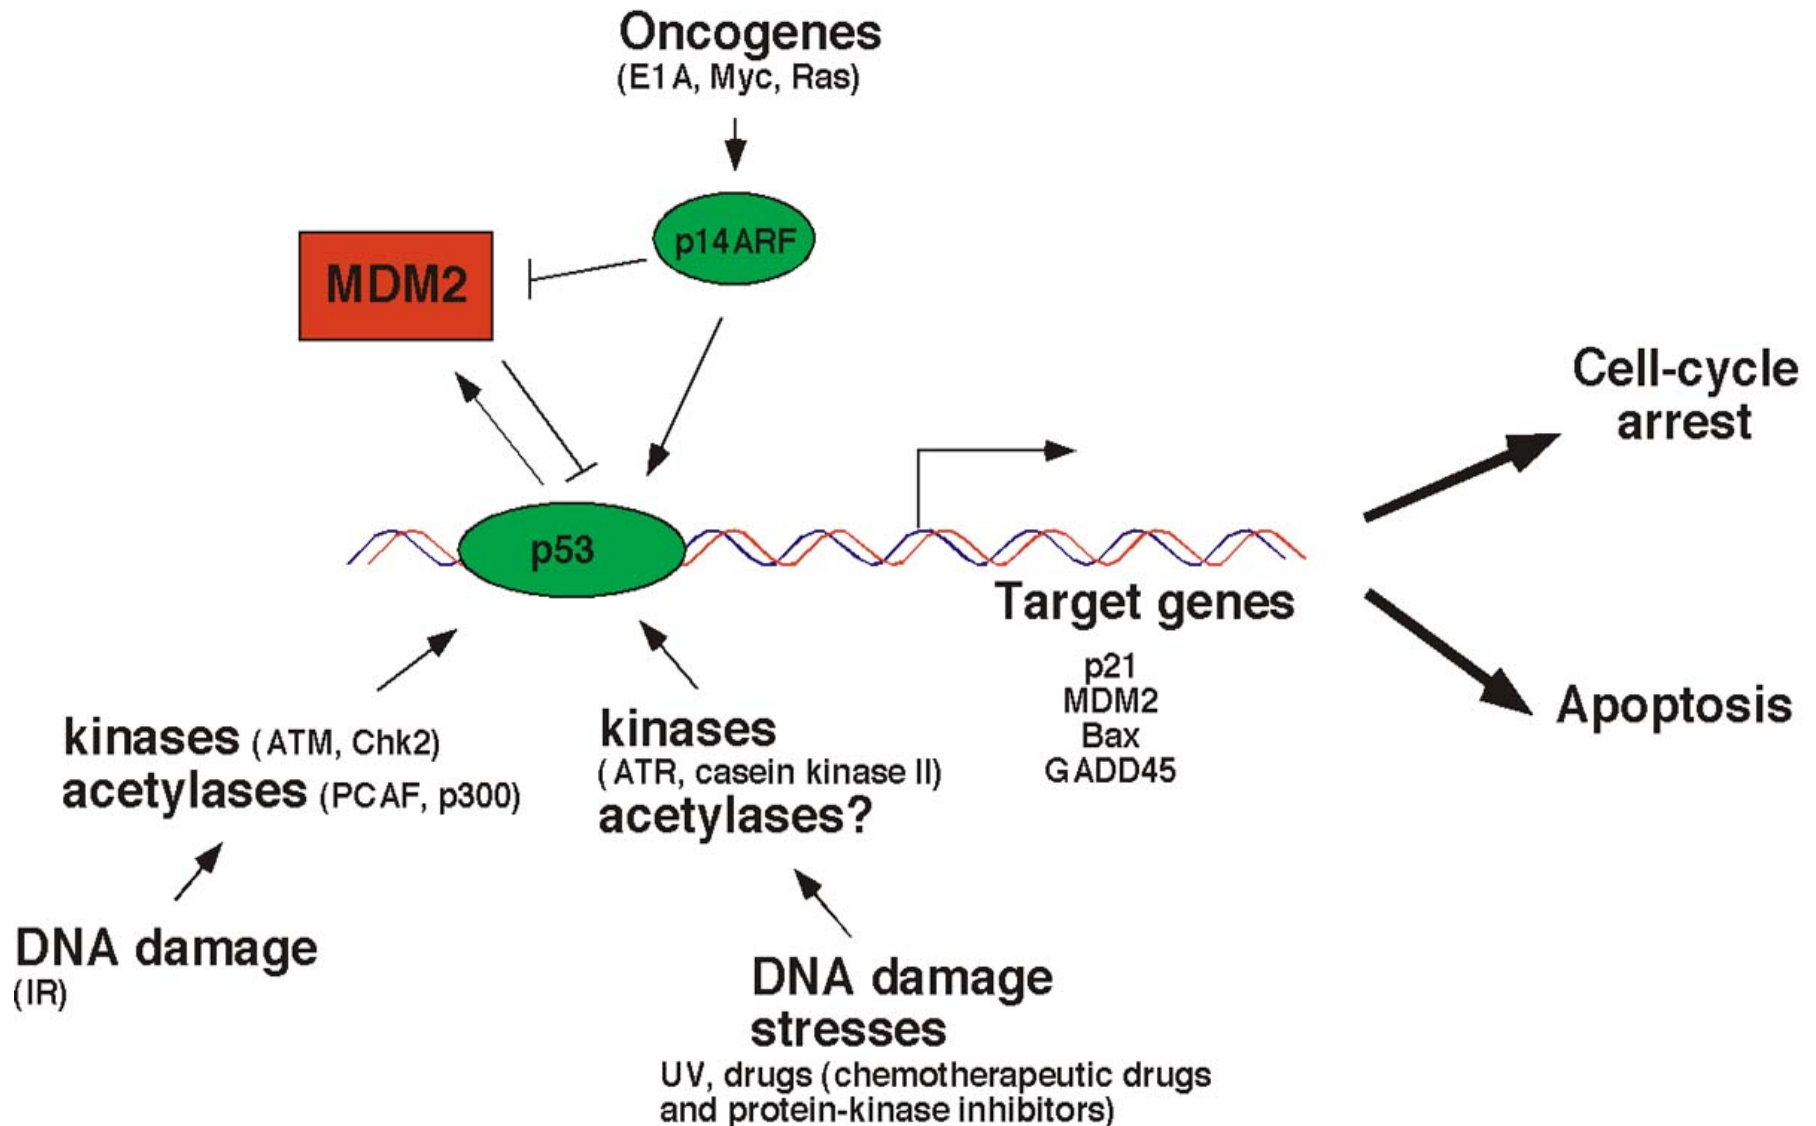 Oncogenes
(E1A, Myc, Ras)
p14ARF
MDM2
Cell-cycle
arrest
p53
Target genes
p21
MDM2
Bax
GADD45
Apoptosis
kinases (ATM, Chk2)
acetylases (PCAF, p300)
kinases
(ATR, casein kinase II)
acetylases?
DNA damage
(IR)
DNA damage
stresses
UV, drugs (chemotherapeutic drugs
and protein-kinase inhibitors)